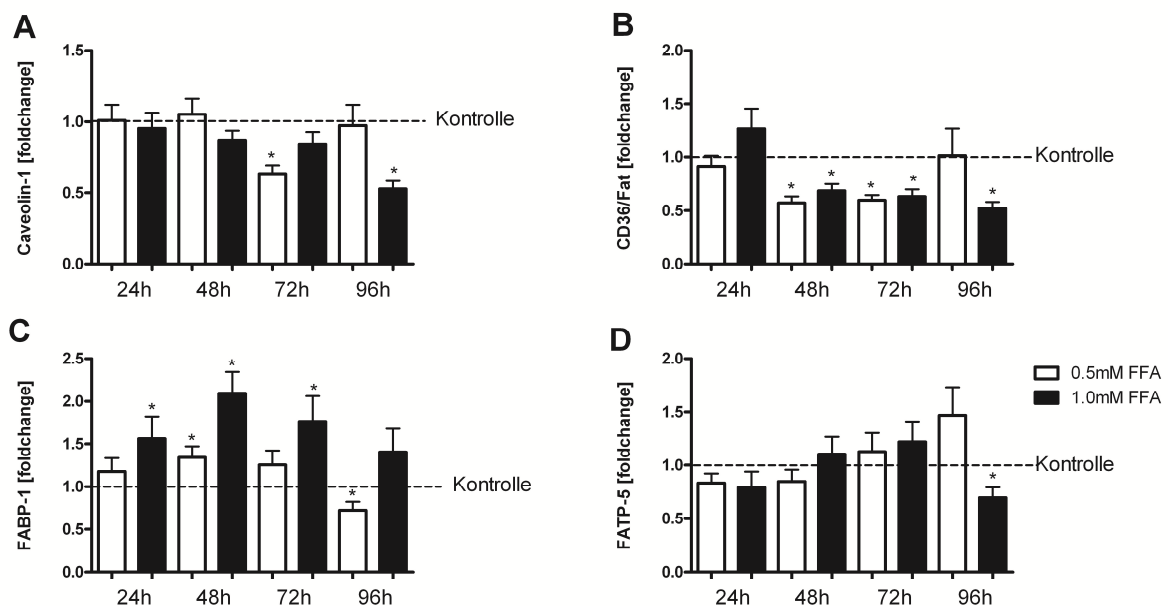 A
Caveolin-1 [foldchange]
1.5
1.0
0.5
0.0
Kontrolle
*
*
24h 48h 72h 96h
B
CD36/Fat [foldchange]
2.0
1.5
1.0
0.5
0.0
Kontrolle
* * * * *
24h 48h 72h 96h
C
FABP-1 [foldchange]
2.5
2.0
1.5
1.0
0.5
0.0
Kontrolle
* * * * *
24h 48h 72h 96h
D
FATP-5 [foldchange]
2.0
1.5
1.0
0.5
0.0
Kontrolle
*
24h 48h 72h 96h
0.5mM FFA
1.0mM FFA